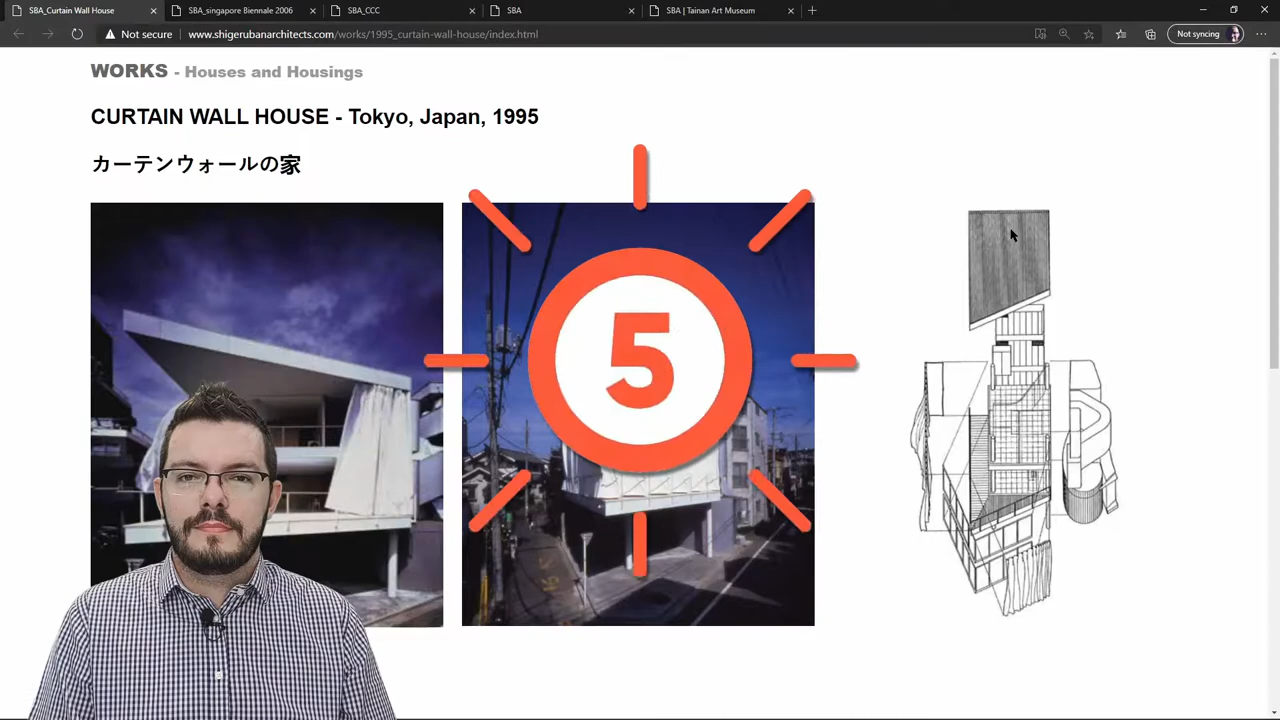 SBA_Curtain Wall House
SBA_singapore Biennale 2006
SBA_CCC
SBA
SBA | Tainan Art Museum
Not secure
www.shigerubanarchitects.com/works/1995_curtain-wall-house/index.html
Not syncing
WORKS - Houses and Housings
CURTAIN WALL HOUSE - Tokyo, Japan, 1995
カーテンウォールの家
5